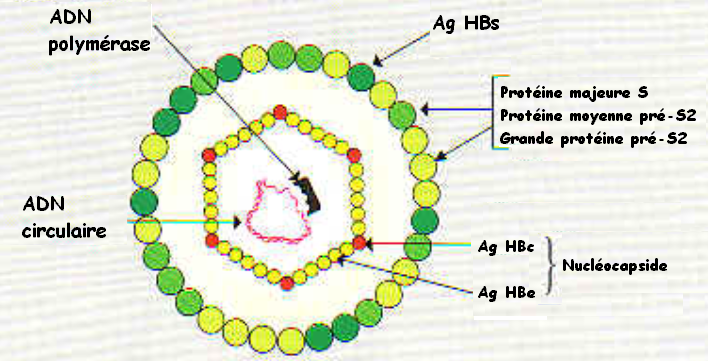 ADN
polymérase
Ag HBs
Protéine majeure S
Protéine moyenne pré-S2
Grande protéine pré-S2
ADN
circulaire
Ag HBc
Nucléocapside
Ag HBe